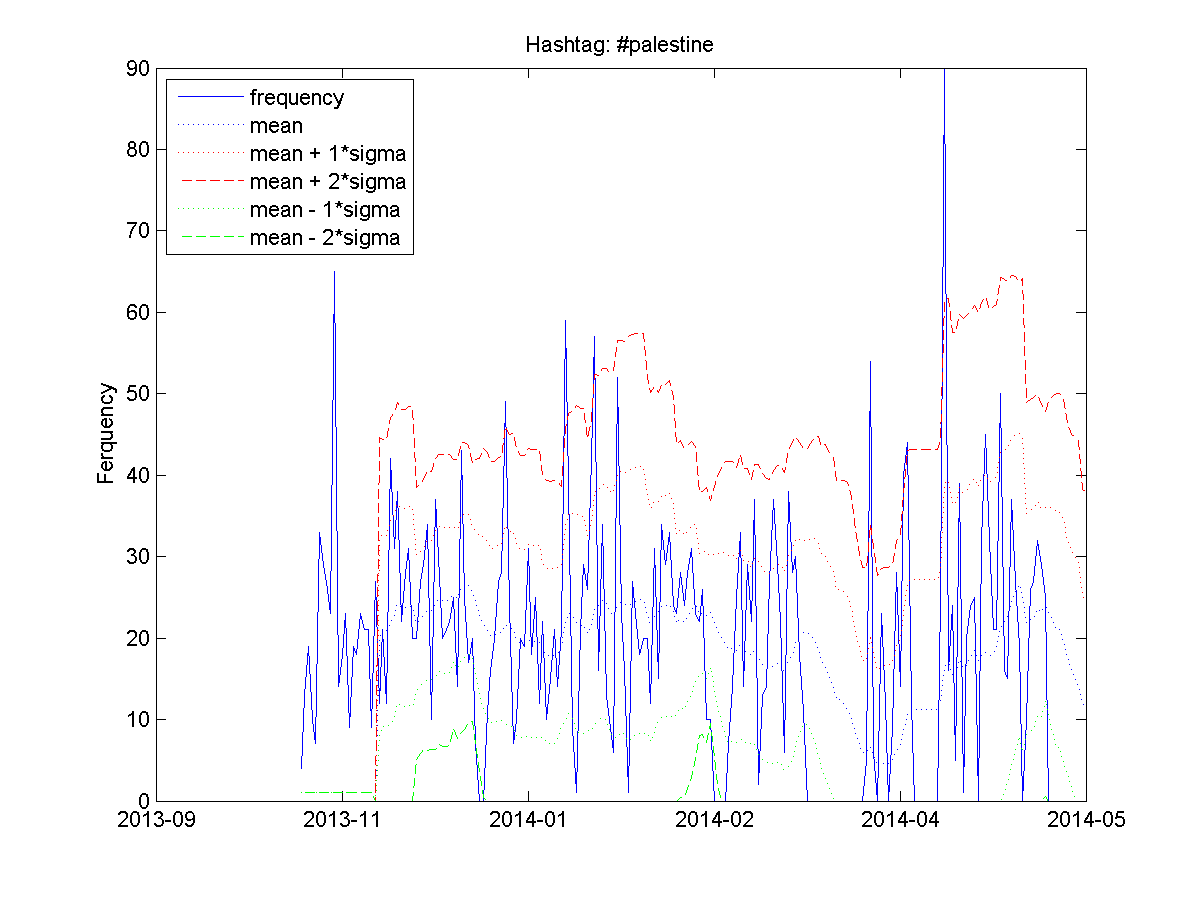 Hashtag: #palestine
90
80
70
60
50
40
30
20
10
0
Ferquency
frequency
mean
mean + 1*sigma
mean + 2*sigma
mean - 1*sigma
mean - 2*sigma
2013-09 2013-11 2014-01 2014-02 2014-04 2014-05